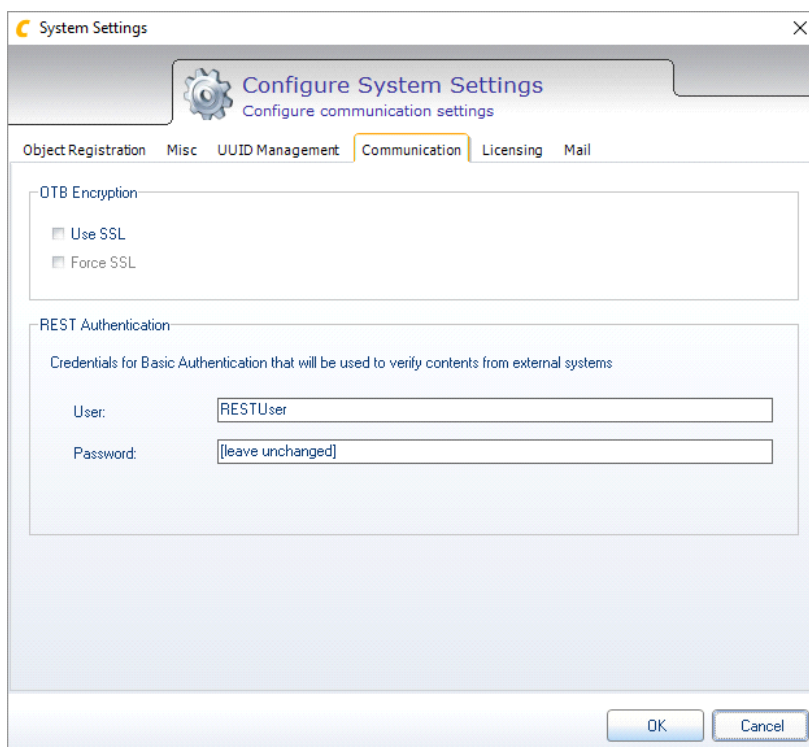 System Settings
Configure System Settings
Configure communication settings
Object Registration Misc UUID Management Communication Licensing Mail
OTB Encryption
Use SSL
Force SSL
REST Authentication
Credentials for Basic Authentication that will be used to verify contents from external systems
User: RESTUser
Password: [leave unchanged]
OK Cancel